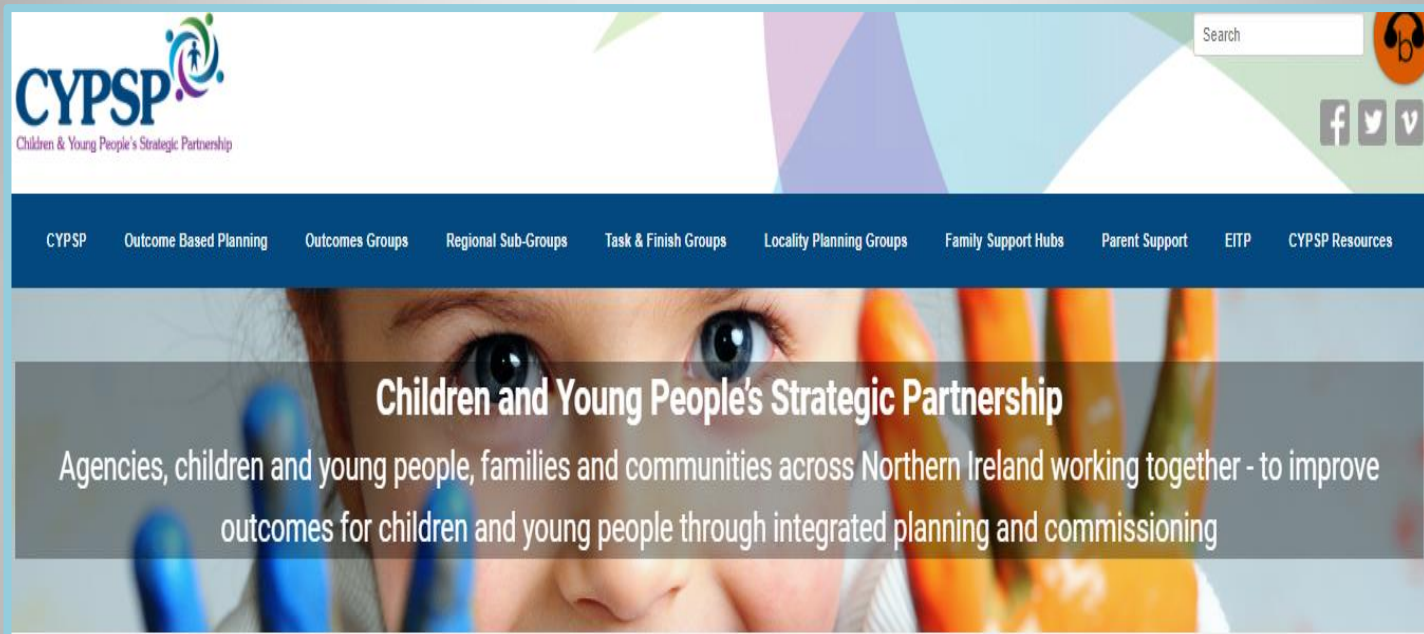 CYPSP
Children & Young People's Strategic Partnership
Search
b
f
CYPSP Outcome Based Planning Outcomes Groups Regional Sub-Groups Task & Finish Groups Locality Planning Groups Family Support Hubs Parent Support EITP CYPSP Resources
Children and Young People's Strategic Partnership
Agencies, children and young people, families and communities across Northern Ireland working together - to improve
outcomes for children and young people through integrated planning and commissioning